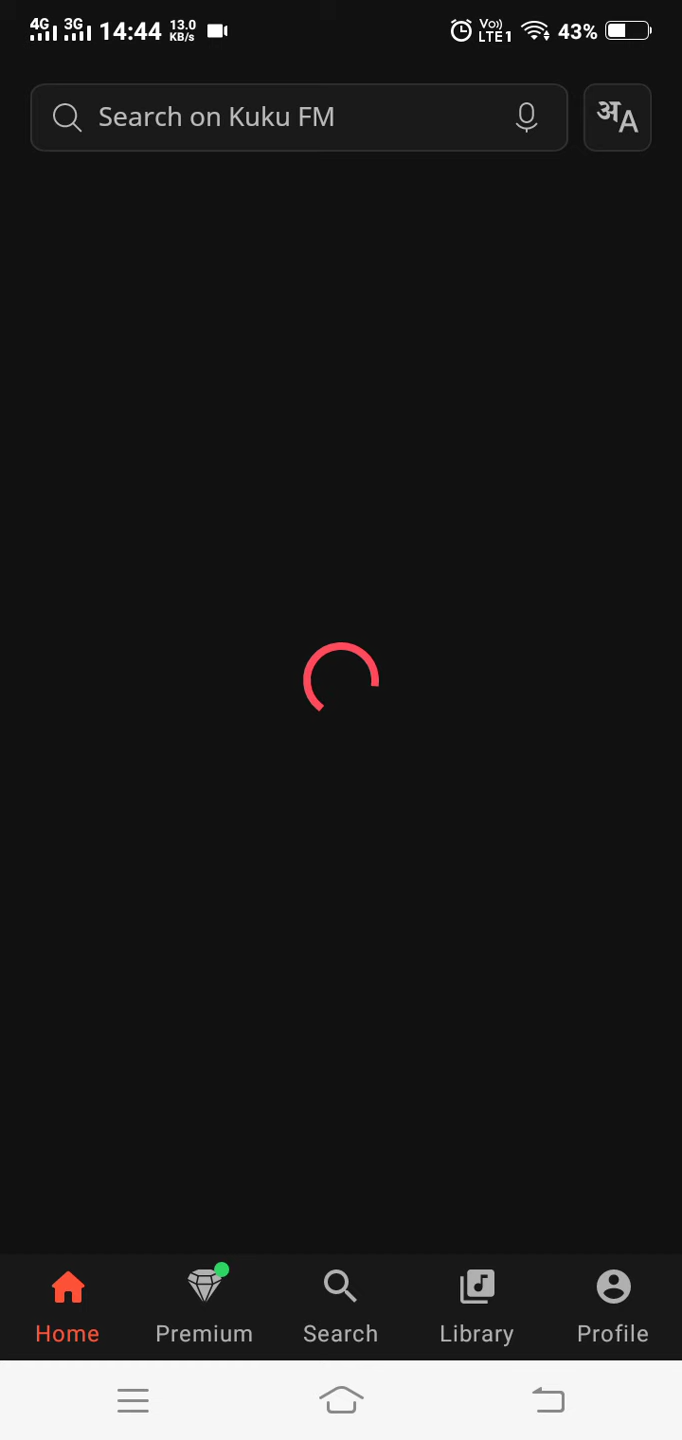 4G 3G 14:44 13.0 KB/s Vo)) LTE1 43%
Search on Kuku FM अA
Home Premium Search Library Profile